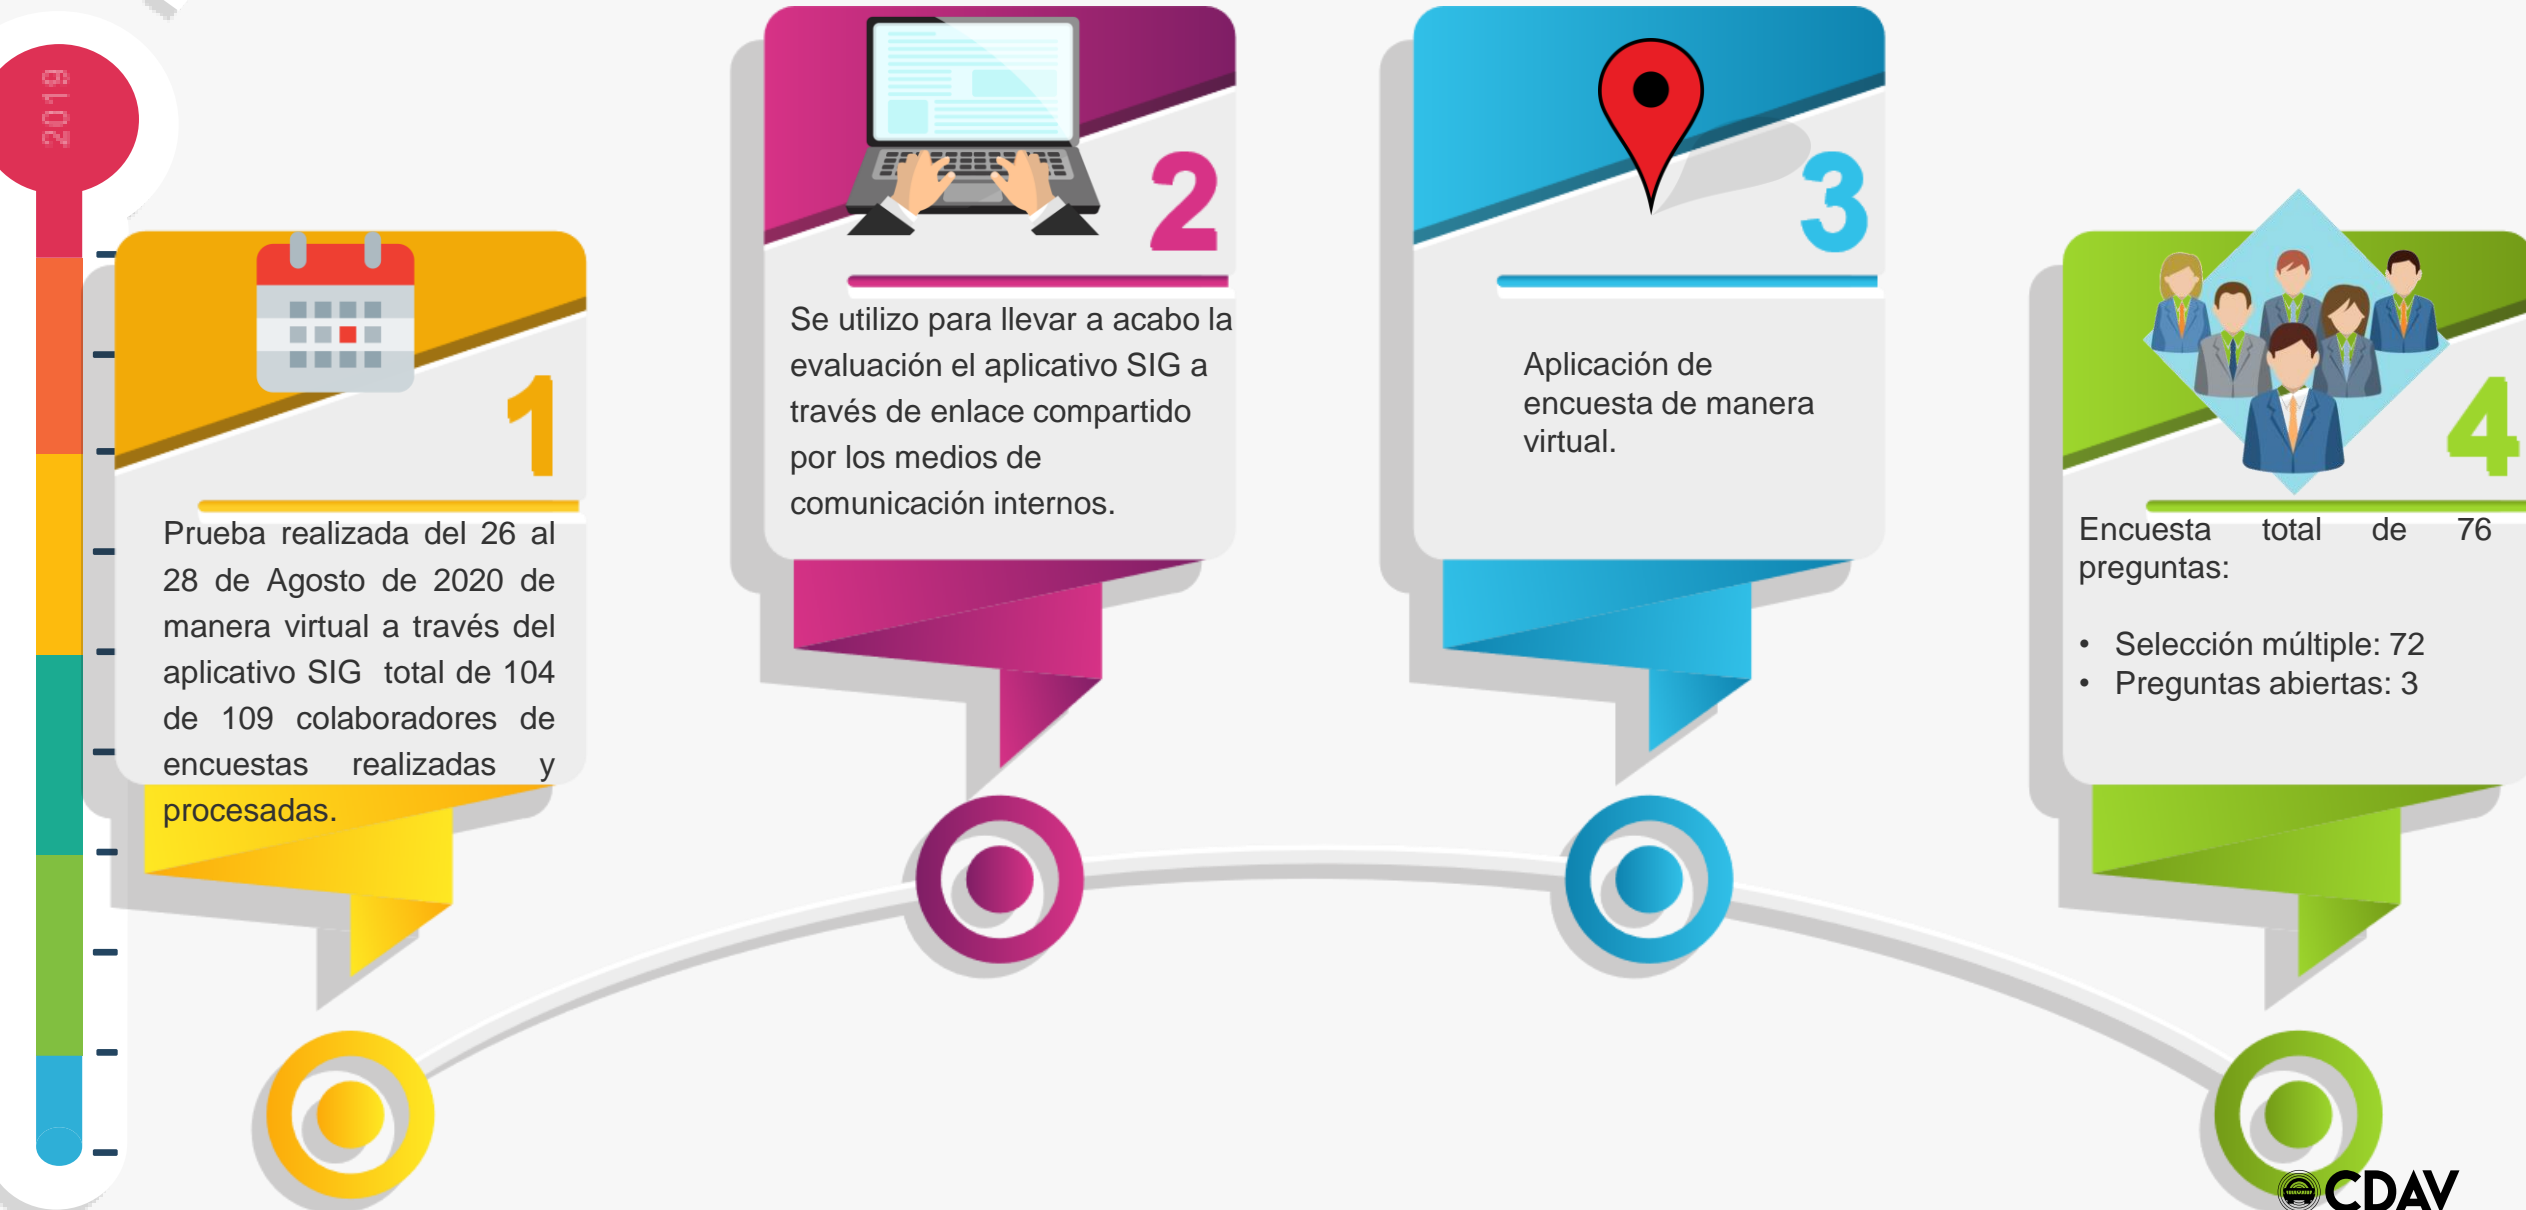 2019
1
Prueba realizada del 26 al
28 de Agosto de 2020 de
manera virtual a través del
aplicativo SIG total de 104
de 109 colaboradores de
encuestas realizadas y
procesadas.
2
Se utilizo para llevar a acabo la
evaluación el aplicativo SIG a
través de enlace compartido
por los medios de
comunicación internos.
3
Aplicación de
encuesta de manera
virtual.
4
Encuesta total de 76
preguntas:
• Selección múltiple: 72
• Preguntas abiertas: 3
CDAV